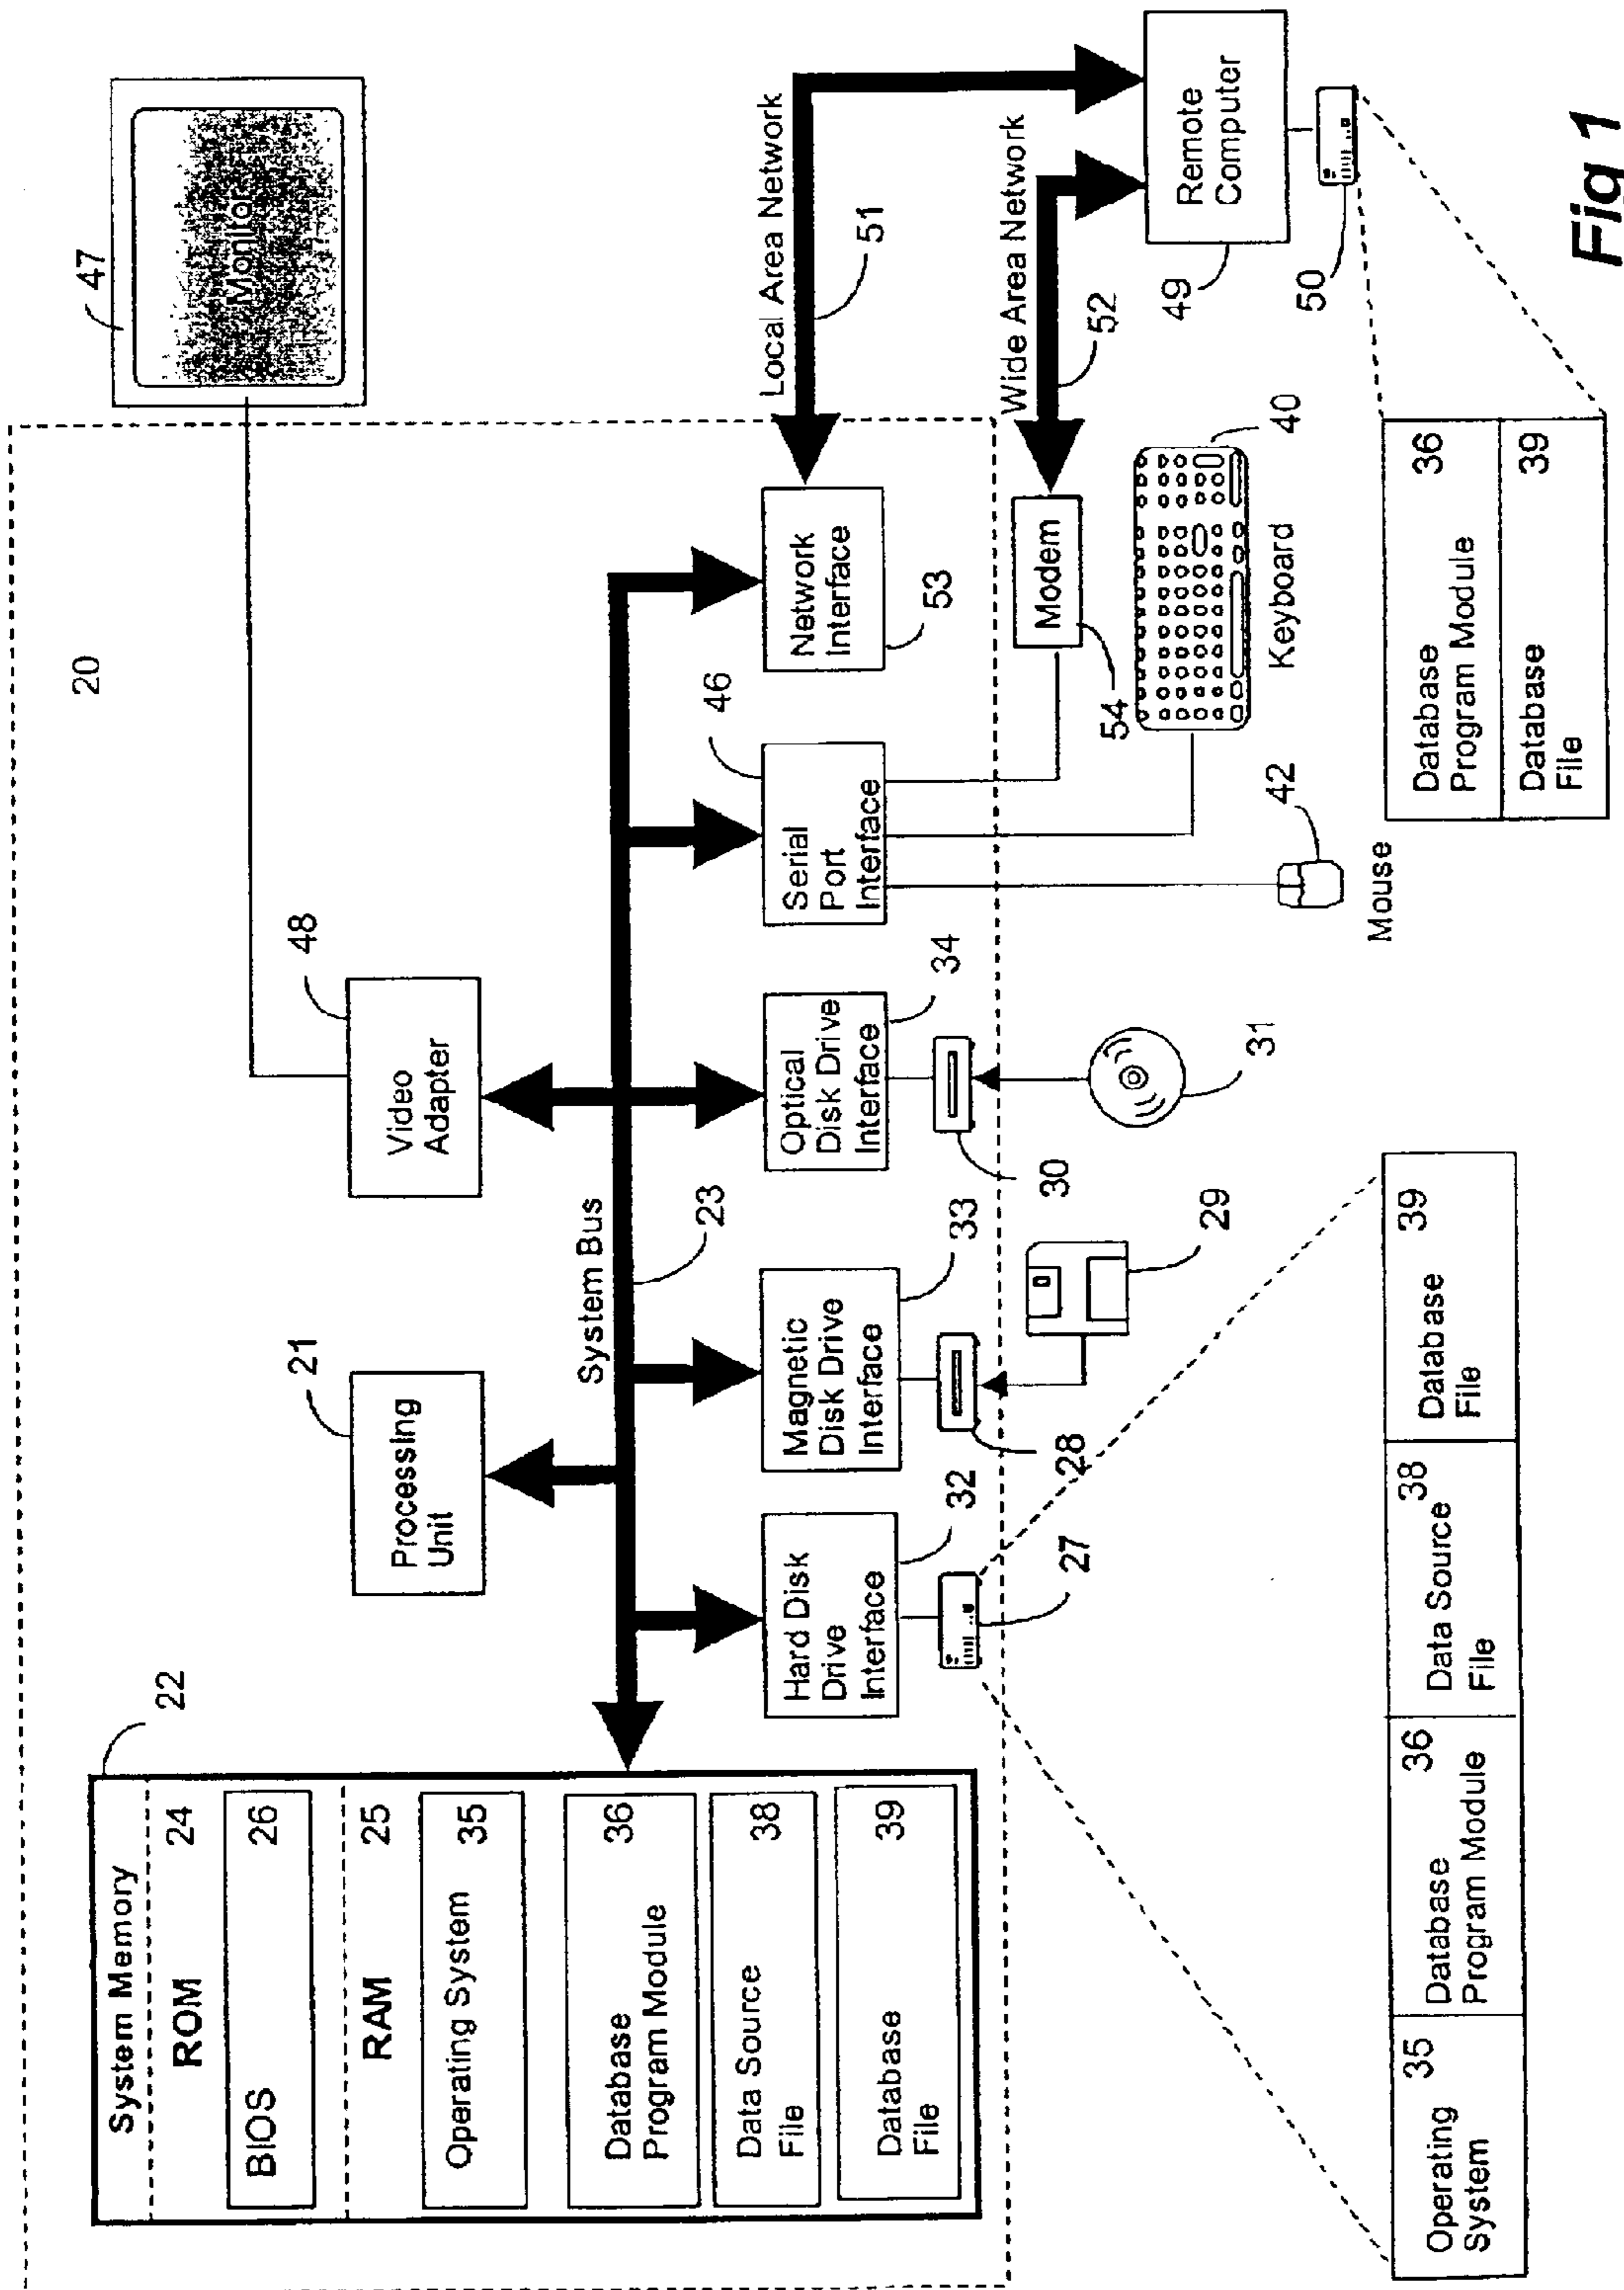 System Memory
22
ROM
24
BIOS
26
RAM
25
Operating System
35
Database
Program Module
36
Data Source
File
38
Database
File
39
Processing
Unit
21
Video
Adapter
48
20
47
Monitor
System Bus
23
Hard Disk
Drive
Interface
32
Magnetic
Disk Drive
Interface
33
Optical
Disk Drive
Interface
34
Serial
Port
Interface
46
Network
Interface
53
Local Area Network
51
27
28
29
30
31
Modem
54
Wide Area Network
52
Keyboard
40
Mouse
42
Remote
Computer
49
50
Operating
System
35
Database
Program Module
36
Data Source
File
38
Database
File
39
Database
Program Module
36
Database
File
39
Fig 1